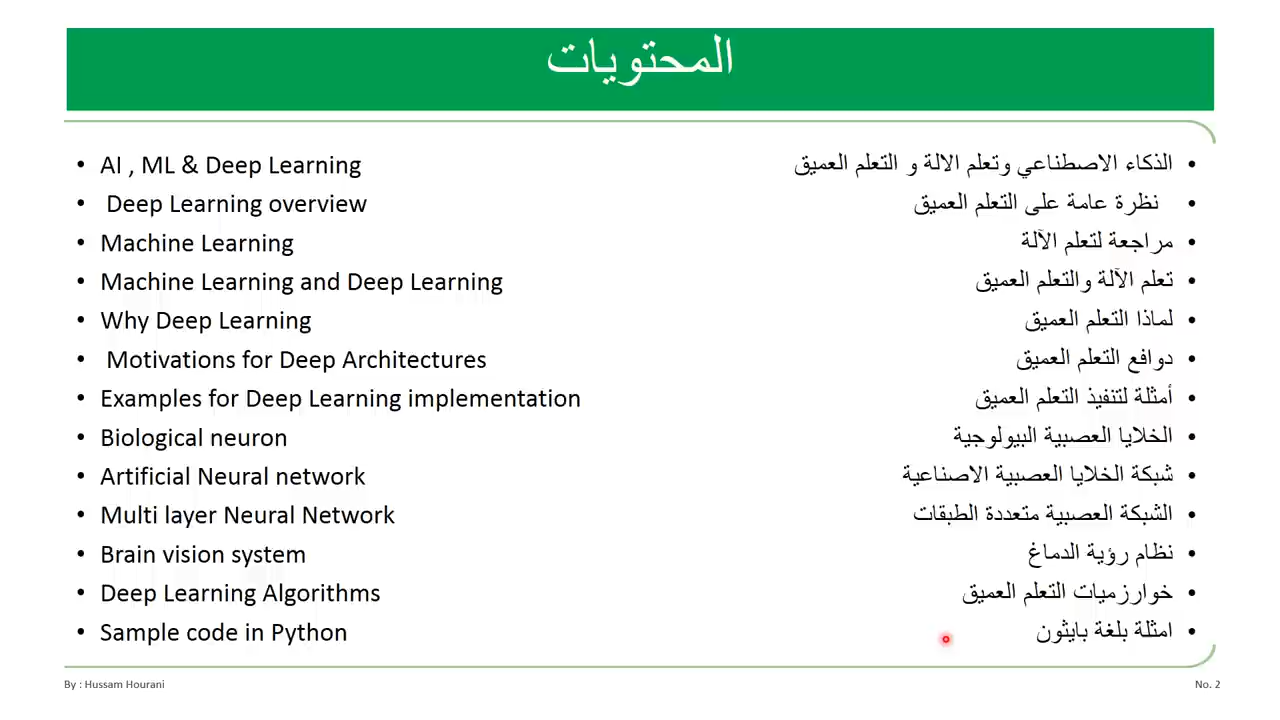 المحتويات
• AI , ML & Deep Learning
• Deep Learning overview
• Machine Learning
• Machine Learning and Deep Learning
• Why Deep Learning
• Motivations for Deep Architectures
• Examples for Deep Learning implementation
• Biological neuron
• Artificial Neural network
• Multi layer Neural Network
• Brain vision system
• Deep Learning Algorithms
• Sample code in Python
• الذكاء الاصطناعي وتعلم الالة و التعلم العميق
• نظرة عامة على التعلم العميق
• مراجعة لتعلم الآلة
• تعلم الآلة والتعلم العميق
• لماذا التعلم العميق
• دوافع التعلم العميق
• أمثلة لتنفيذ التعلم العميق
• الخلايا العصبية البيولوجية
• شبكة الخلايا العصبية الاصناعية
• الشبكة العصبية متعددة الطبقات
• نظام رؤية الدماغ
• خوارزميات التعلم العميق
• امثلة بلغة بايثون
By : Hussam Hourani
No. 2